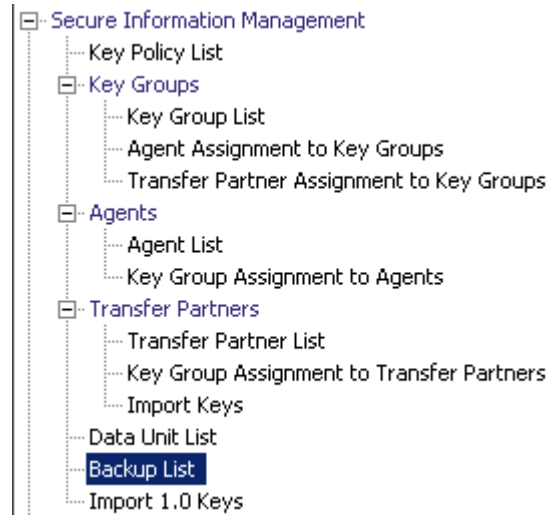 Secure Information Management
Key Policy List
Key Groups
Key Group List
Agent Assignment to Key Groups
Transfer Partner Assignment to Key Groups
Agents
Agent List
Key Group Assignment to Agents
Transfer Partners
Transfer Partner List
Key Group Assignment to Transfer Partners
Import Keys
Data Unit List
Backup List
Import 1.0 Keys